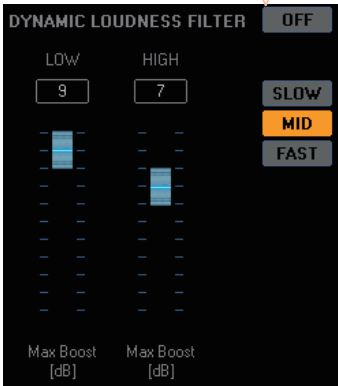 DYNAMIC LOUDNESS FILTER OFF
LOW HIGH
9 7
SLOW
MID
FAST
Max Boost Max Boost
[dB] [dB]